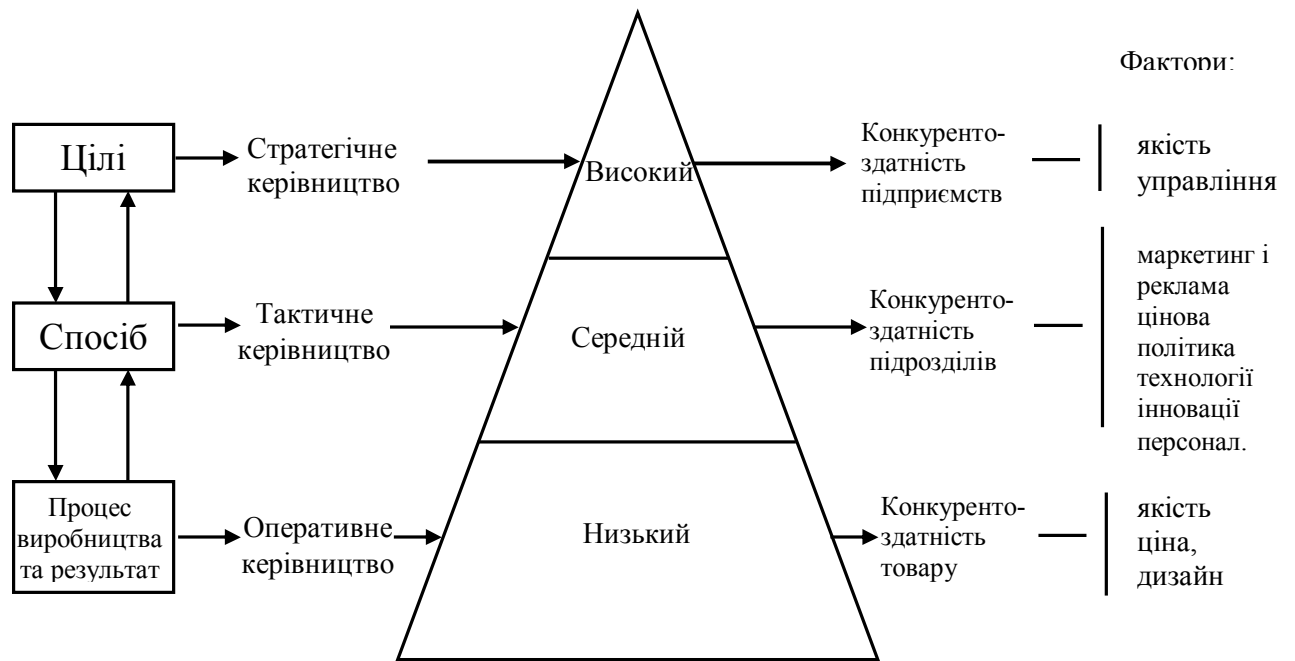 Фактори:
Цілі
Стратегічне
керівництво
Високий
Конкуренто-
здатність
підприємств
якість
управління
Спосіб
Тактичне
керівництво
Середній
Конкуренто-
здатність
підрозділів
маркетинг і
реклама
цінова
політика
технології
інновації
персонал.
Процес
виробництва
та результат
Оперативне
керівництво
Низький
Конкуренто-
здатність
товару
якість
ціна,
дизайн